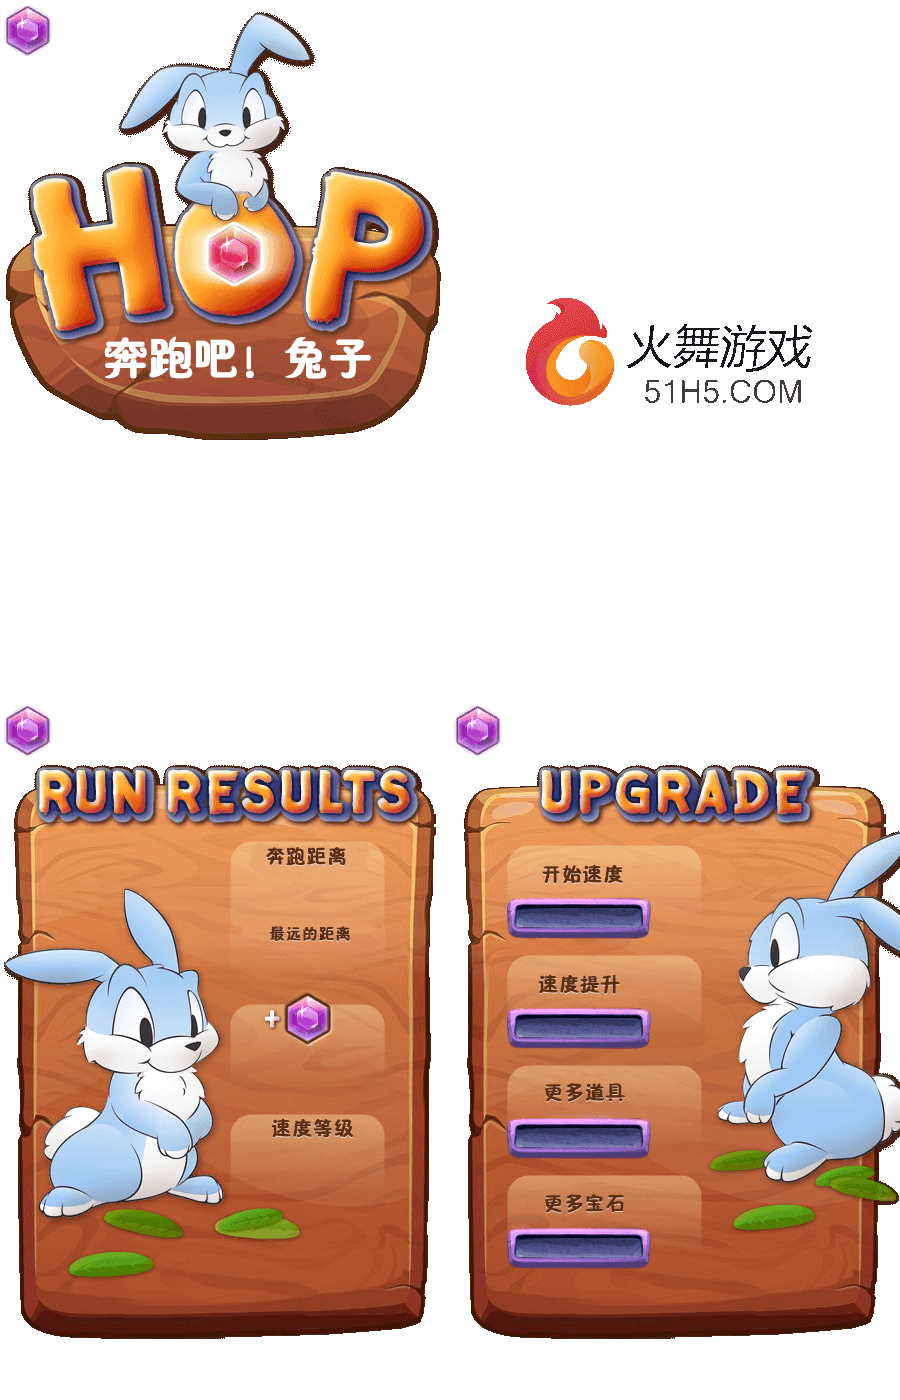 HOP
奔跑吧！兔子
火舞游戏
51H5.COM
RUN RESULTS
奔跑距离
最远的距离
+
速度等级
UPGRADE
开始速度
速度提升
更多道具
更多宝石